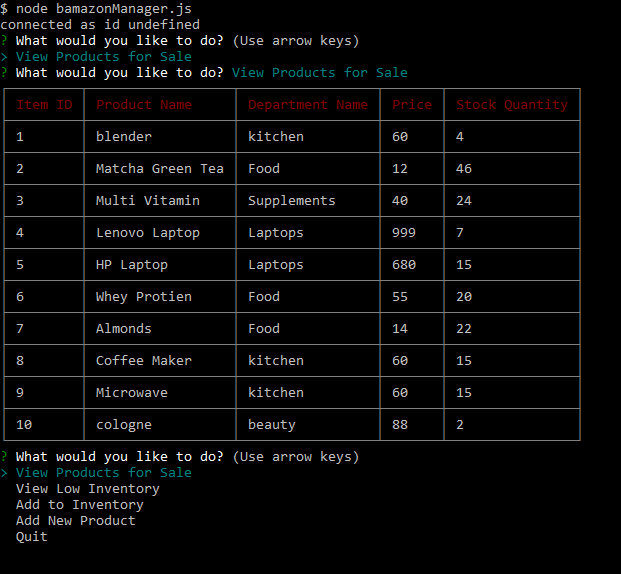 $ node bamazonManager.js
connected as id undefined
? What would you like to do? (Use arrow keys)
> View Products for Sale
? What would you like to do? View Products for Sale
Item ID Product Name Department Name Price Stock Quantity
1 blender kitchen 60 4
2 Matcha Green Tea Food 12 46
3 Multi Vitamin Supplements 40 24
4 Lenovo Laptop Laptops 999 7
5 HP Laptop Laptops 680 15
6 Whey Protien Food 55 20
7 Almonds Food 14 22
8 Coffee Maker kitchen 60 15
9 Microwave kitchen 60 15
10 cologne beauty 88 2
? What would you like to do? (Use arrow keys)
> View Products for Sale
View Low Inventory
Add to Inventory
Add New Product
Quit